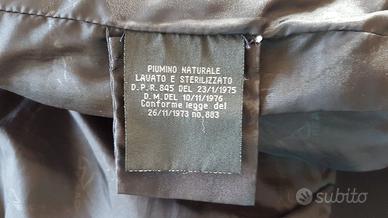 PIUMINO NATURALE
LAVATO E STERILIZZATO
D.P.R. 845 DEL 23/1/1975
D.M. DEL 10/11/1976
Conforme legge del
26/11/1973 no. 883
subito